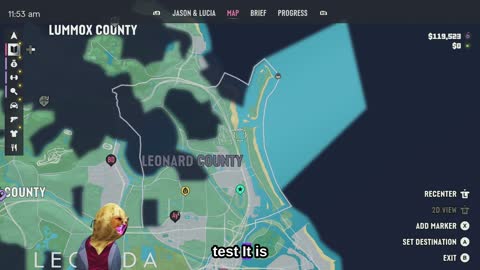 11:53 am
JASON & LUCIA
MAP
BRIEF
PROGRESS
LUMMOX COUNTY
$119,523
$0
LEONARD COUNTY
COUNTY
RECENTER
2D VIEW
ADD MARKER
SET DESTINATION
EXIT
test It is